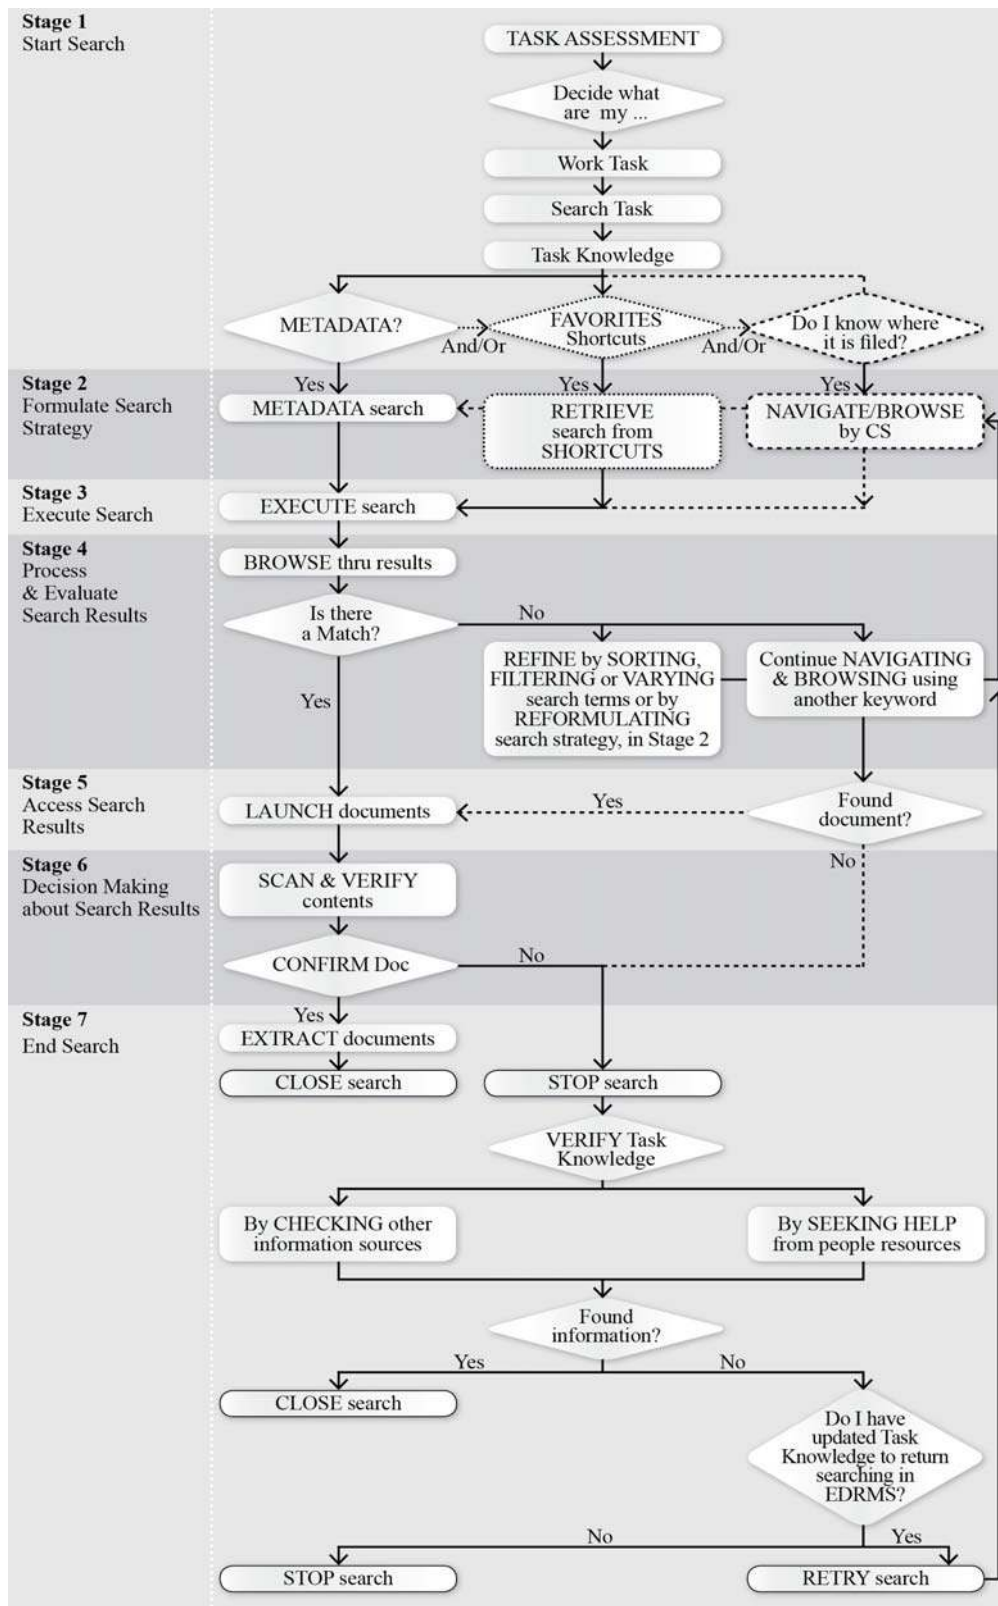 Stage 1
Start Search
TASK ASSESSMENT
Decide what
are my ...
Work Task
Search Task
Task Knowledge
METADATA?
And/Or
FAVORITES
Shortcuts
And/Or
Do I know where
it is filed?
Stage 2
Formulate Search
Strategy
Yes
METADATA search
Yes
RETRIEVE
search from
SHORTCUTS
Yes
NAVIGATE/BROWSE
by CS
Stage 3
Execute Search
EXECUTE search
Stage 4
Process
& Evaluate
Search Results
BROWSE thru results
Is there
a Match?
No
Yes
REFINE by SORTING,
FILTERING or VARYING
search terms or by
REFORMULATING
search strategy, in Stage 2
Continue NAVIGATING
& BROWSING using
another keyword
Stage 5
Access Search
Results
LAUNCH documents
Yes
Found
document?
No
Stage 6
Decision Making
about Search Results
SCAN & VERIFY
contents
CONFIRM Doc
No
Stage 7
End Search
Yes
EXTRACT documents
CLOSE search
STOP search
VERIFY Task
Knowledge
By CHECKING other
information sources
By SEEKING HELP
from people resources
Found
information?
Yes
No
CLOSE search
Do I have
updated Task
Knowledge to return
searching in
EDRMS?
No
Yes
STOP search
RETRY search